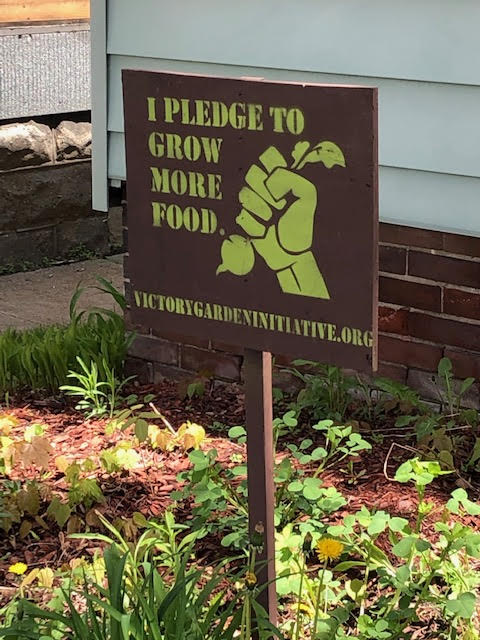 I PLEDGE TO
GROW
MORE
FOOD.
VICTORYGARDENINITIATIVE.ORG